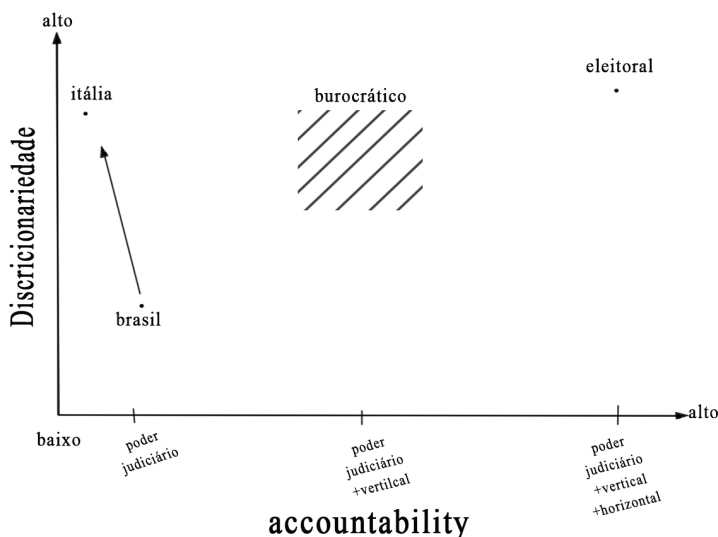 alto
eleitoral
itália
burocrático
Discricionariedade
brasil
alto
baixo
poder
judiciário
poder
judiciário
+vertilcal
poder
judiciário
+vertical
+horizontal
accountability